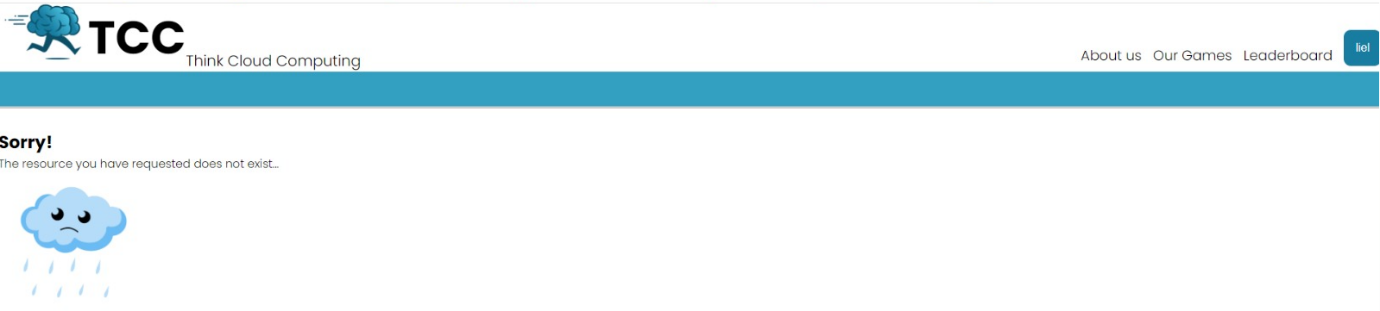 TCC
Think Cloud Computing
About us Our Games Leaderboard liel
Sorry!
The resource you have requested does not exist...